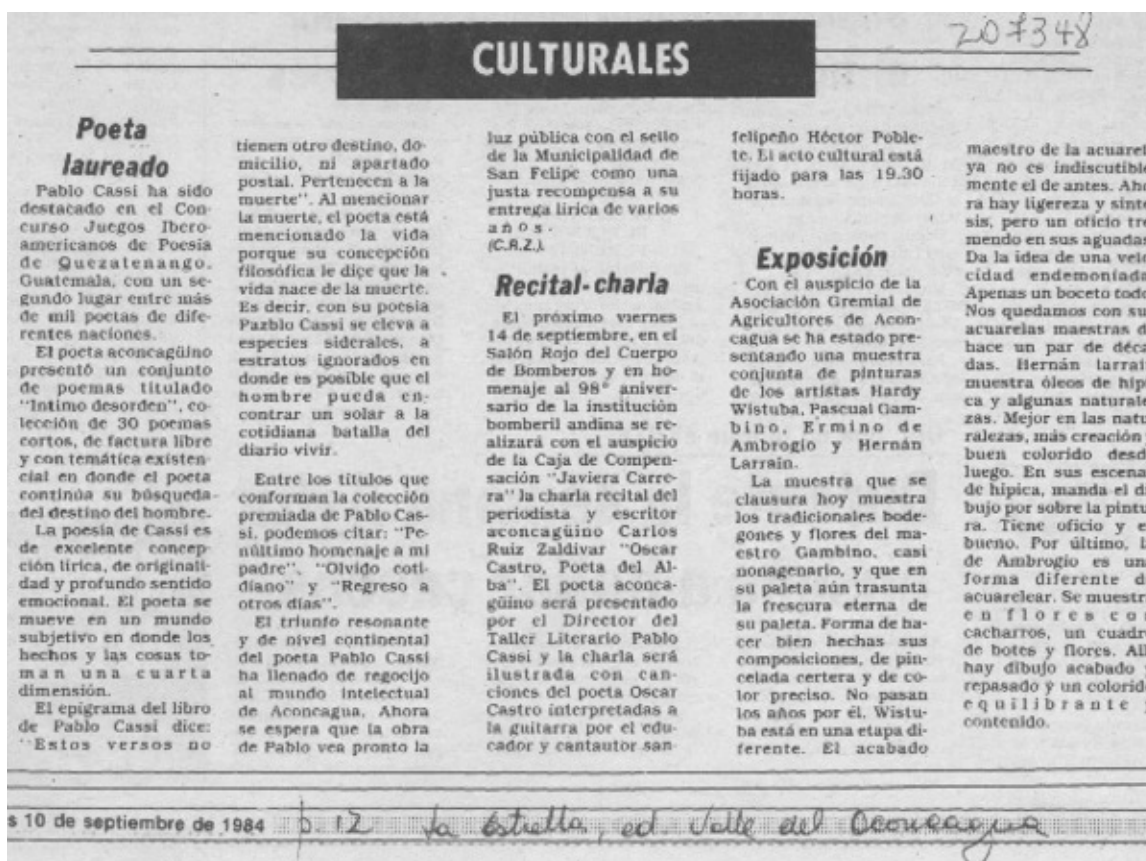 207348
CULTURALES
Poeta
laureado
Pablo Cassi ha sido
destacado en el Con-
curso Juegos Ibero-
americanos de Poesia
de Quezatenango,
Guatemala, con un se-
gundo lugar entre más
de mil poetas de dife-
rentes naciones.
El poeta aconcagüino
presentó un conjunto
de poemas titulado
"Intimo desorden", co-
lección de 30 poemas
cortos, de factura libre
y con temática existen-
cial en donde el poeta
continúa su búsqueda
del destino del hombre.
La poesía de Cassi es
de excelente concep-
ción lírica, de originali-
dad y profundo sentido
emocional. El poeta se
mueve en un mundo
subjetivo en donde los
hechos y las cosas to-
man una cuarta
dimensión.
El epigrama del libro
de Pablo Cassi dice:
"Estos versos no
tienen otro destino, do-
micilio, ni apartado
postal. Pertenecen a la
muerte". Al mencionar
la muerte, el poeta está
mencionado la vida
porque su concepción
filosófica le dice que la
vida nace de la muerte.
Es decir, con su poesía
Pazblo Cassi se eleva a
especies siderales, a
estratos ignorados en
donde es posible que el
hombre pueda en-
contrar un solar a la
cotidiana batalla del
diario vivir.
Entre los títulos que
conforman la colección
premiada de Pablo Cas-
si, podemos citar: "Pe-
núltimo homenaje a mi
padre", "Olvido coti-
diano" y "Regreso a
otros días".
El triunfo resonante
y de nivel continental
del poeta Pablo Cassi
ha llenado de regocijo
al mundo intelectual
de Aconcagua. Ahora
se espera que la obra
de Pablo vea pronto la
luz pública con el sello
de la Municipalidad de
San Felipe como una
justa recompensa a su
entrega lírica de varios
años.
(C.R.Z.).
Recital-charla
El próximo viernes
14 de septiembre, en el
Salón Rojo del Cuerpo
de Bomberos y en ho-
menaje al 98° aniver-
sario de la institución
bomberil andina se re-
alizará con el auspicio
de la Caja de Compen-
sación "Javiera Carre-
ra" la charla recital del
periodista y escritor
aconcagüino Carlos
Ruiz Zaldívar "Oscar
Castro, Poeta del Al-
ba". El poeta aconca-
güino será presentado
por el Director del
Taller Literario Pablo
Cassi y la charla será
ilustrada con can-
ciones del poeta Oscar
Castro interpretadas a
la guitarra por el edu-
cador y cantautor san-
felipeño Héctor Poble-
te. El acto cultural está
fijado para las 19.30
horas.
Exposición
Con el auspicio de la
Asociación Gremial de
Agricultores de Acon-
cagua se ha estado pre-
sentando una muestra
conjunta de pinturas
de los artistas Hardy
Wistuba, Pascual Gam-
bino, Ermino de
Ambrogio y Hernán
Larraín.
La muestra que se
clausura hoy muestra
los tradicionales bode-
gones y flores del ma-
estro Gambino, casi
nonagenario, y que en
su paleta aún trasunta
la frescura eterna de
su paleta. Forma de ha-
cer bien hechas sus
composiciones, de pin-
celada certera y de co-
lor preciso. No pasan
los años por él. Wistu-
ba está en una etapa di-
ferente. El acabado
maestro de la acuarel
ya no es indiscutible
mente el de antes. Aho
ra hay ligereza y sínte
sis, pero un oficio tre
mendo en sus aguadas
Da la idea de una velo
cidad endemoniada
Apenas un boceto todo
Nos quedamos con su
acuarelas maestras d
hace un par de déca
das. Hernán larraín
muestra óleos de hípi
ca y algunas naturale
zas. Mejor en las natu
ralezas, más creación
buen colorido desd
luego. En sus escena
de hípica, manda el di
bujo por sobre la pintu
ra. Tiene oficio y e
bueno. Por último, l
de Ambrogio es un
forma diferente d
acuarelear. Se muestr
en flores co
cacharros, un cuadr
de botes y flores. All
hay dibujo acabado
repasado y un colorid
equilibrante
contenido.
s 10 de septiembre de 1984 p. 12 La Estrella, ed. Valle del Aconcagua